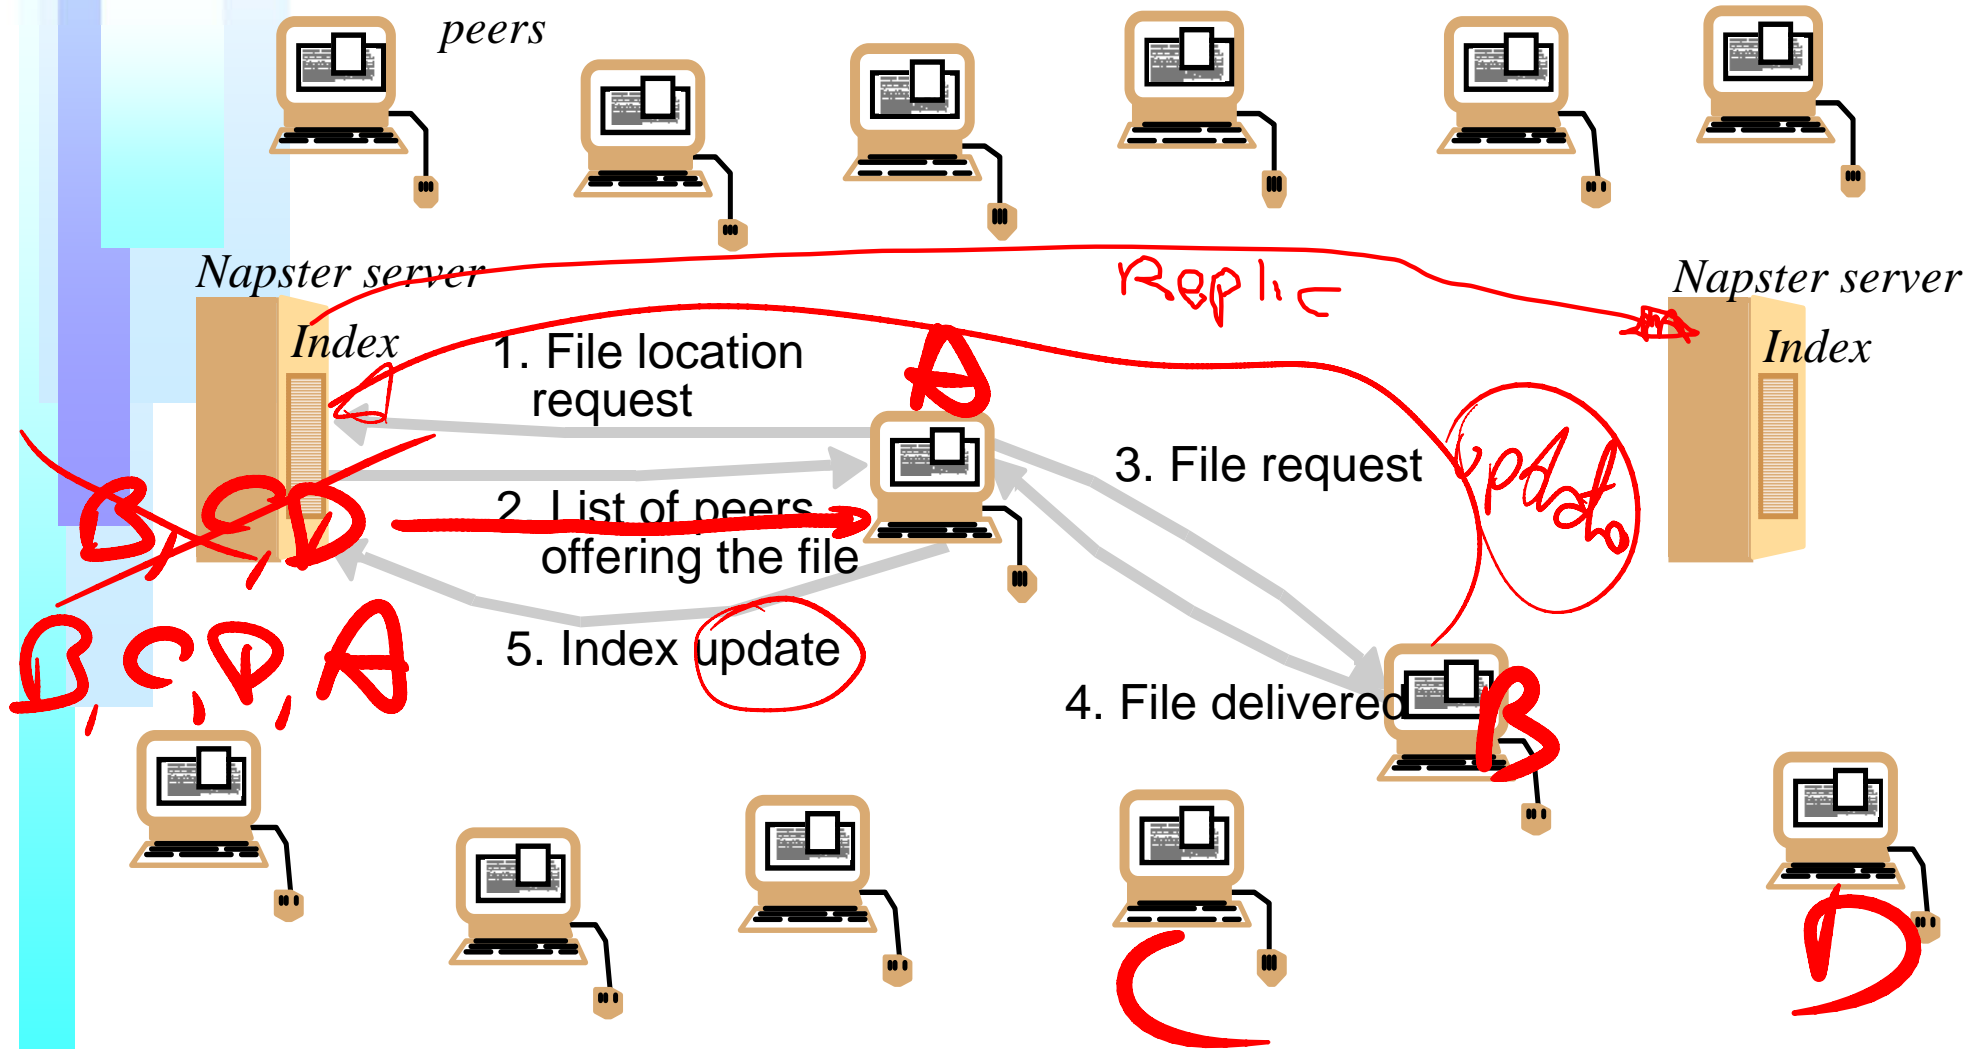 peers
Napster server
Index
Replic
Napster server
Index
A
1. File location
request
3. File request
update
B, C, D
2. List of peers
offering the file
5. Index update
B, C, D, A
4. File delivered
B
C
D